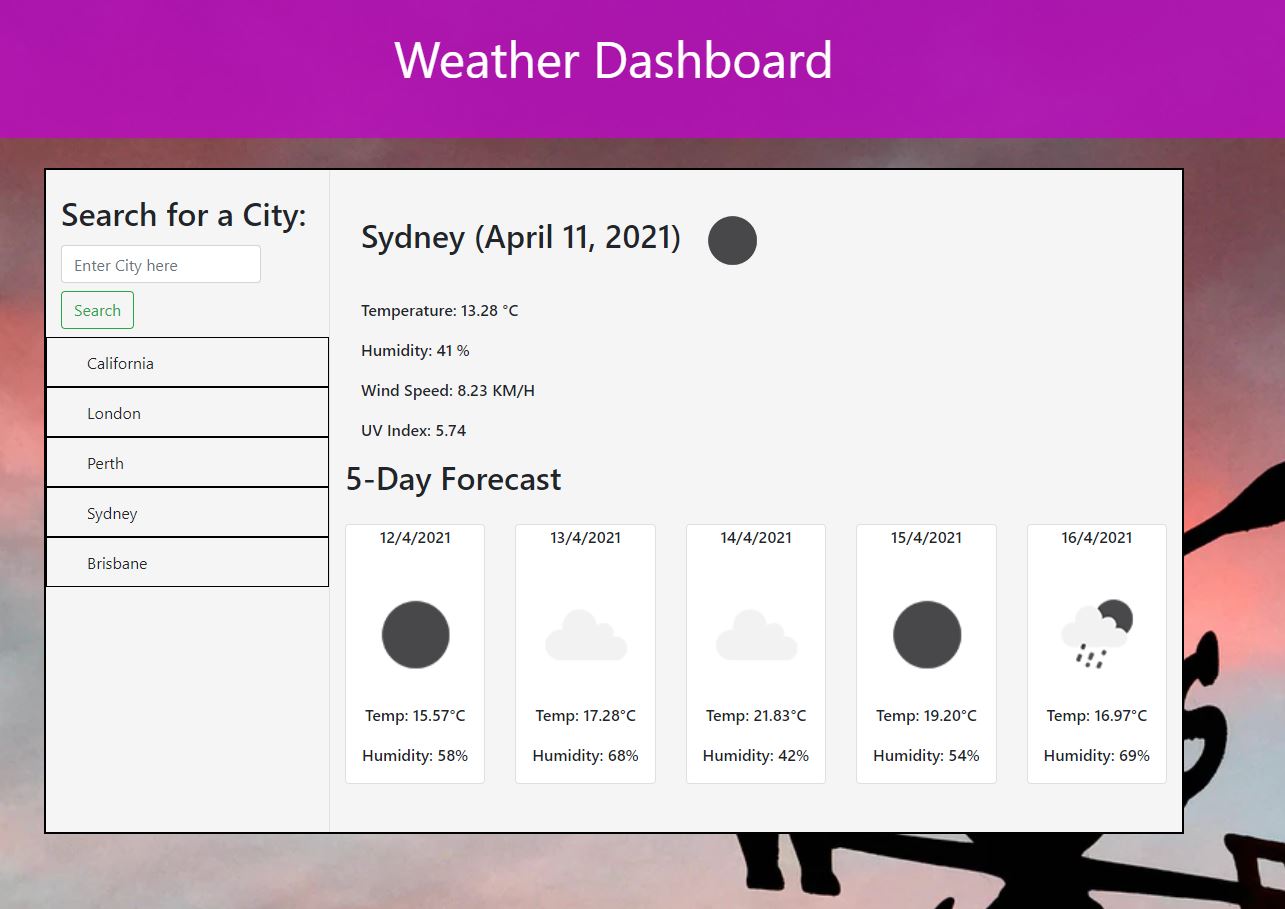 Weather Dashboard
Search for a City:
Enter City here
Search
California
London
Perth
Sydney
Brisbane
Sydney (April 11, 2021)
Temperature: 13.28 °C
Humidity: 41 %
Wind Speed: 8.23 KM/H
UV Index: 5.74
5-Day Forecast
12/4/2021
Temp: 15.57°C
Humidity: 58%
13/4/2021
Temp: 17.28°C
Humidity: 68%
14/4/2021
Temp: 21.83°C
Humidity: 42%
15/4/2021
Temp: 19.20°C
Humidity: 54%
16/4/2021
Temp: 16.97°C
Humidity: 69%